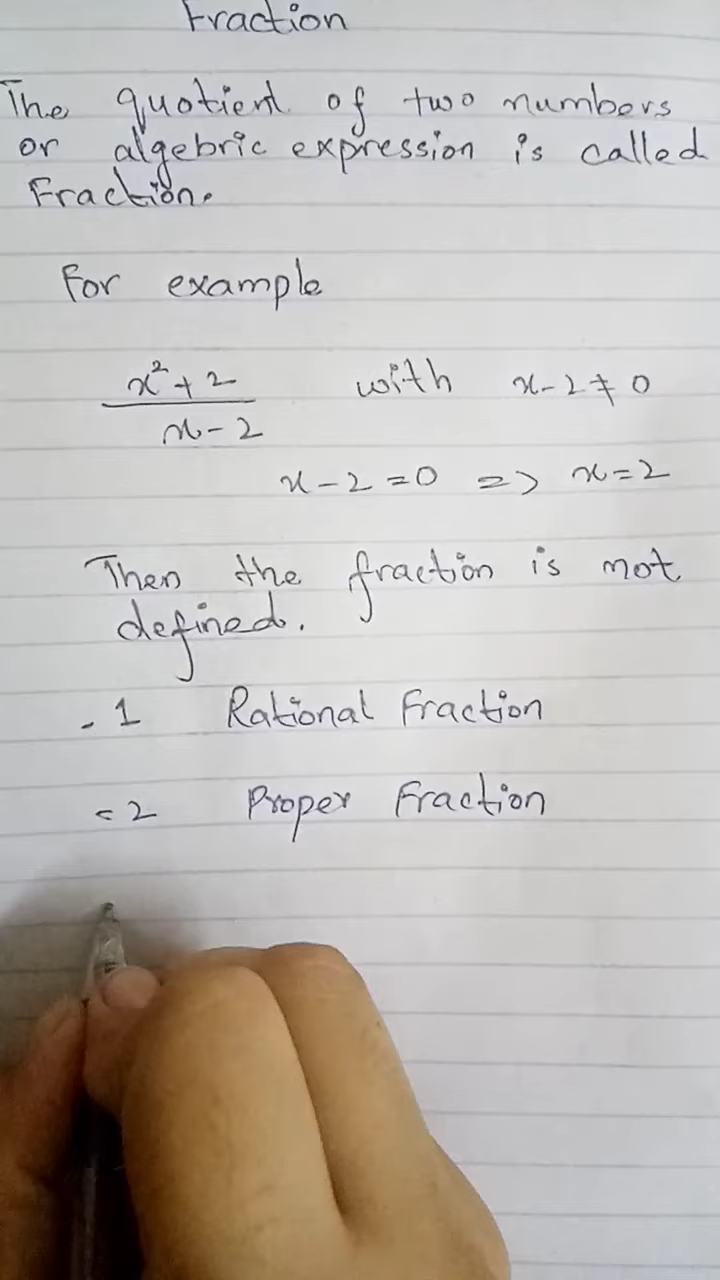 Fraction
The quotient of two numbers
or algebric expression is called
Fraction.
For example
x²+2 / x-2 with x-2≠0
x-2=0 => x=2
Then the fraction is not
defined.
-1 Rational Fraction
-2 Proper Fraction